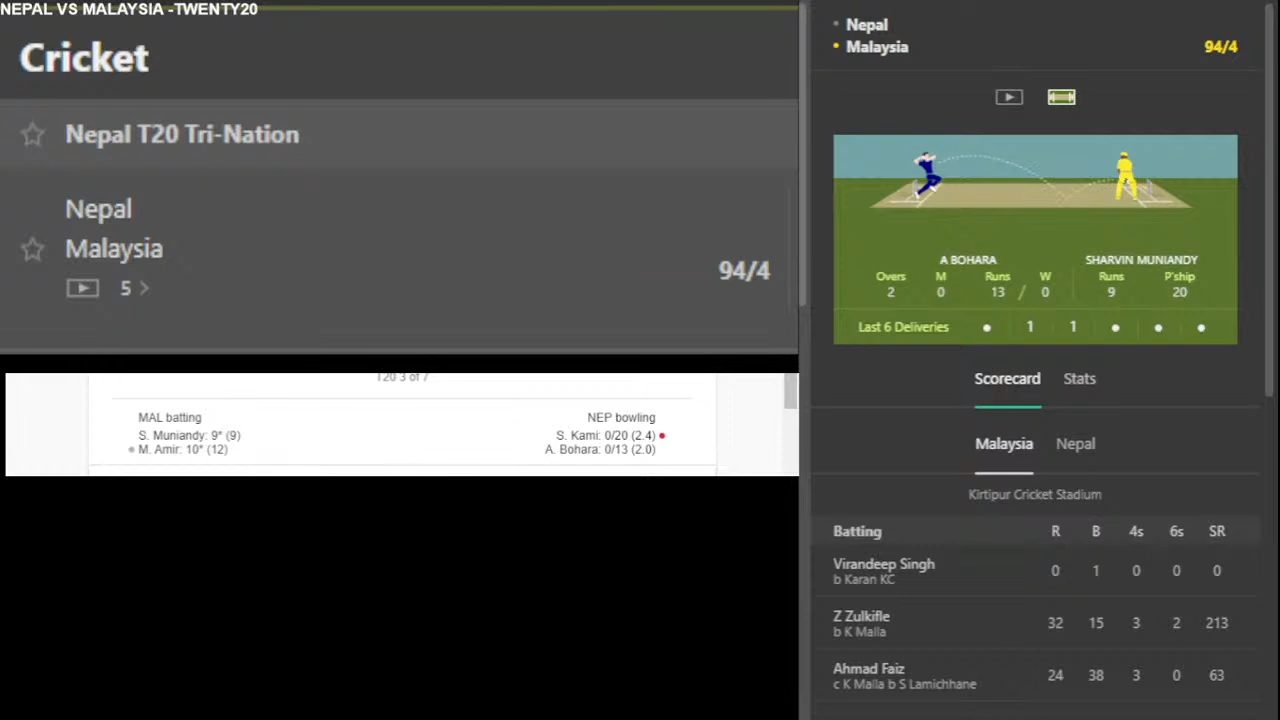 NEPAL VS MALAYSIA -TWENTY20
Cricket
Nepal T20 Tri-Nation
Nepal
Malaysia
94/4
5
T20 3 of 7
MAL batting
NEP bowling
S. Muniandy: 9* (9)
S. Kami: 0/20 (2.4)
M. Amir: 10* (12)
A. Bohara: 0/13 (2.0)
Nepal
Malaysia
94/4
A BOHARA
SHARVIN MUNIANDY
Overs M Runs W Runs P'ship
2 0 13 / 0 9 20
Last 6 Deliveries • 1 1 • • •
Scorecard Stats
Malaysia Nepal
Kirtipur Cricket Stadium
Batting R B 4s 6s SR
Virandeep Singh
b Karan KC
0 1 0 0 0
Z Zulkifle
b K Malla
32 15 3 2 213
Ahmad Faiz
c K Malla b S Lamichhane
24 38 3 0 63